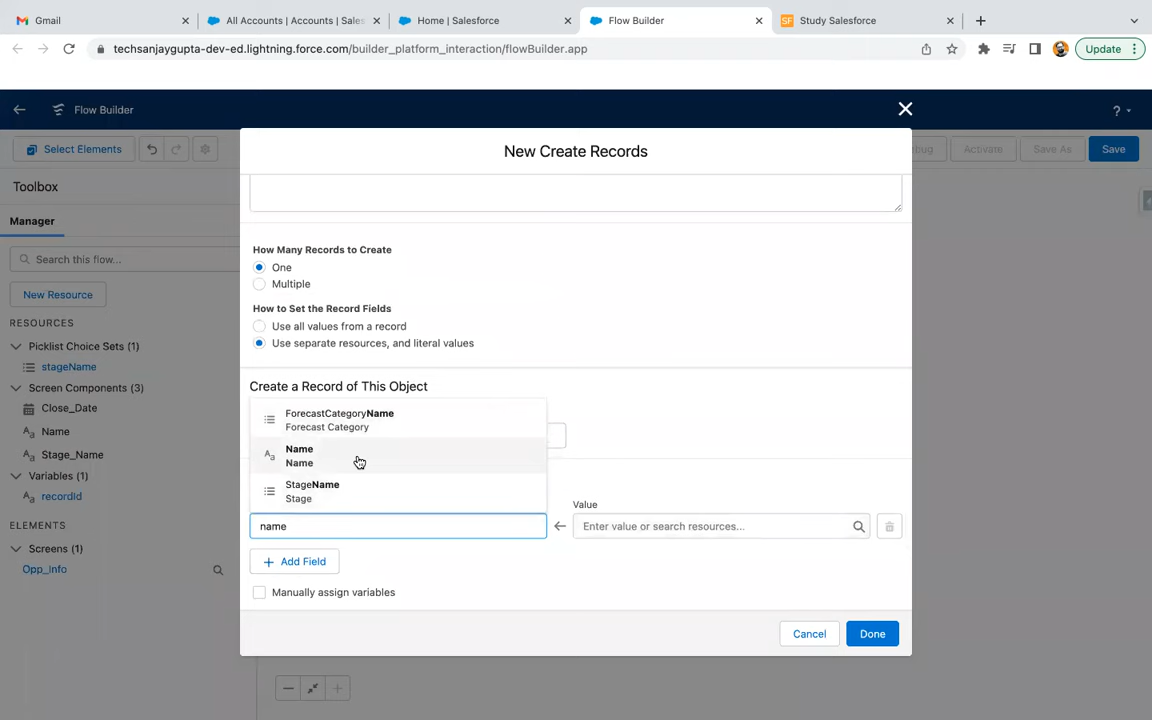 Gmail
All Accounts | Accounts | Sales
Home | Salesforce
Flow Builder
SF
Study Salesforce
techsanjaygupta-dev-ed.lightning.force.com/builder_platform_interaction/flowBuilder.app
Update
Flow Builder
?
Select Elements
Activate
Save As
Save
New Create Records
Toolbox
Manager
Search this flow...
New Resource
RESOURCES
Picklist Choice Sets (1)
stageName
Screen Components (3)
Close_Date
Name
Stage_Name
Variables (1)
recordId
ELEMENTS
Screens (1)
Opp_Info
How Many Records to Create
One
Multiple
How to Set the Record Fields
Use all values from a record
Use separate resources, and literal values
Create a Record of This Object
ForecastCategoryName
Forecast Category
Name
Name
StageName
Stage
Value
name
Enter value or search resources...
Add Field
Manually assign variables
Cancel
Done